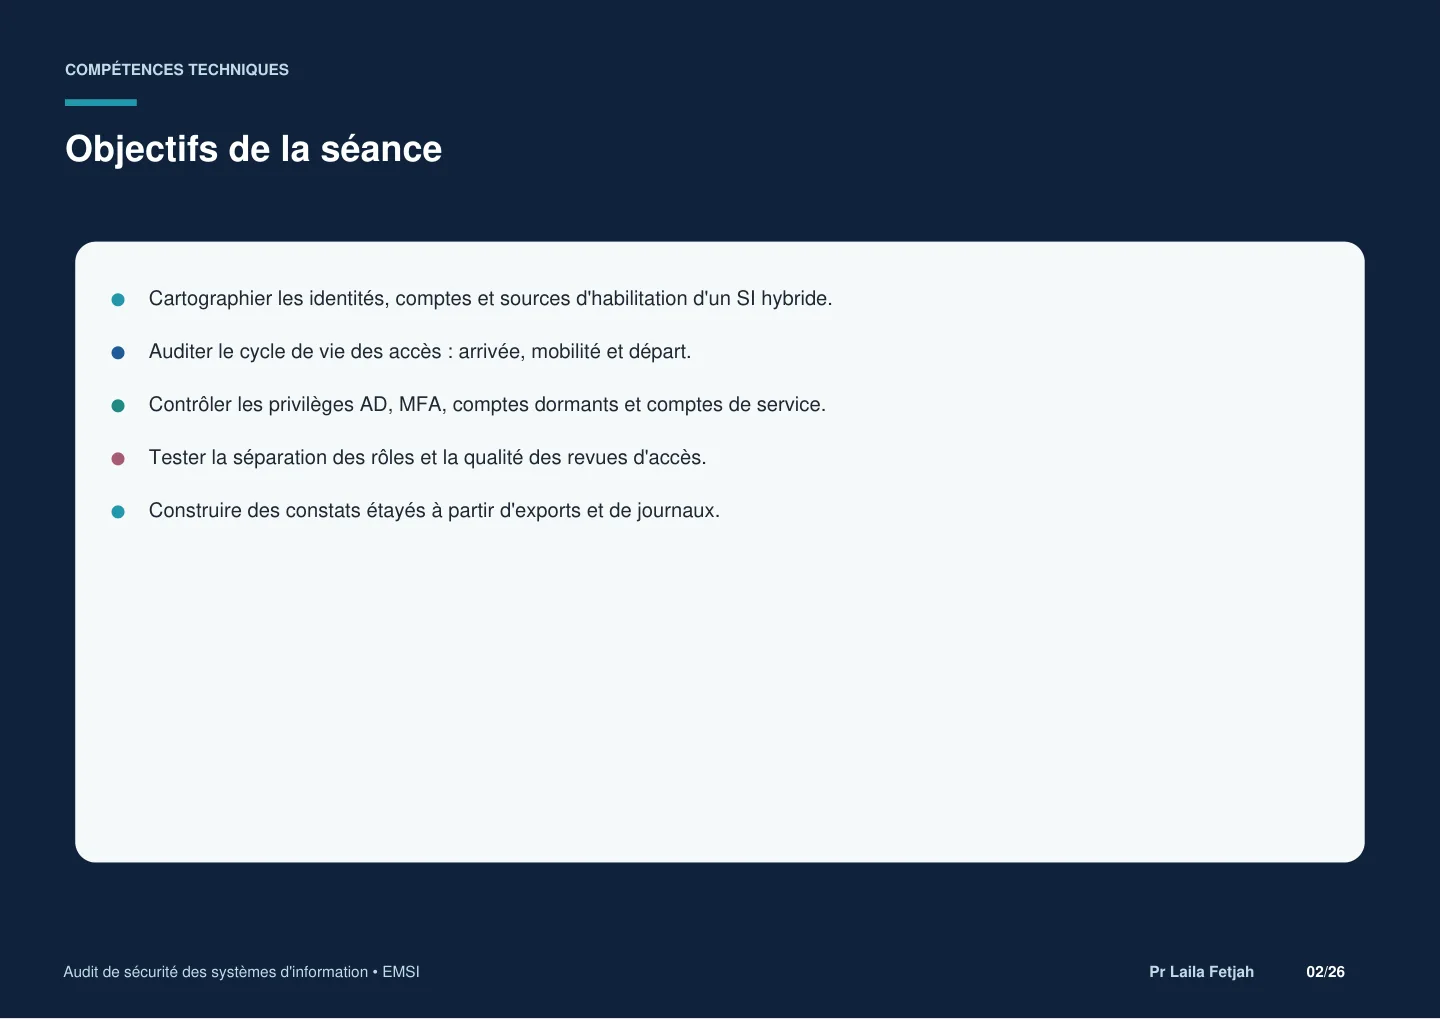 COMPÉTENCES TECHNIQUES
Objectifs de la séance
Cartographier les identités, comptes et sources d'habilitation d'un SI hybride.
Auditer le cycle de vie des accès : arrivée, mobilité et départ.
Contrôler les privilèges AD, MFA, comptes dormants et comptes de service.
Tester la séparation des rôles et la qualité des revues d'accès.
Construire des constats étayés à partir d'exports et de journaux.
Audit de sécurité des systèmes d'information • EMSI
Pr Laila Fetjah
02/26